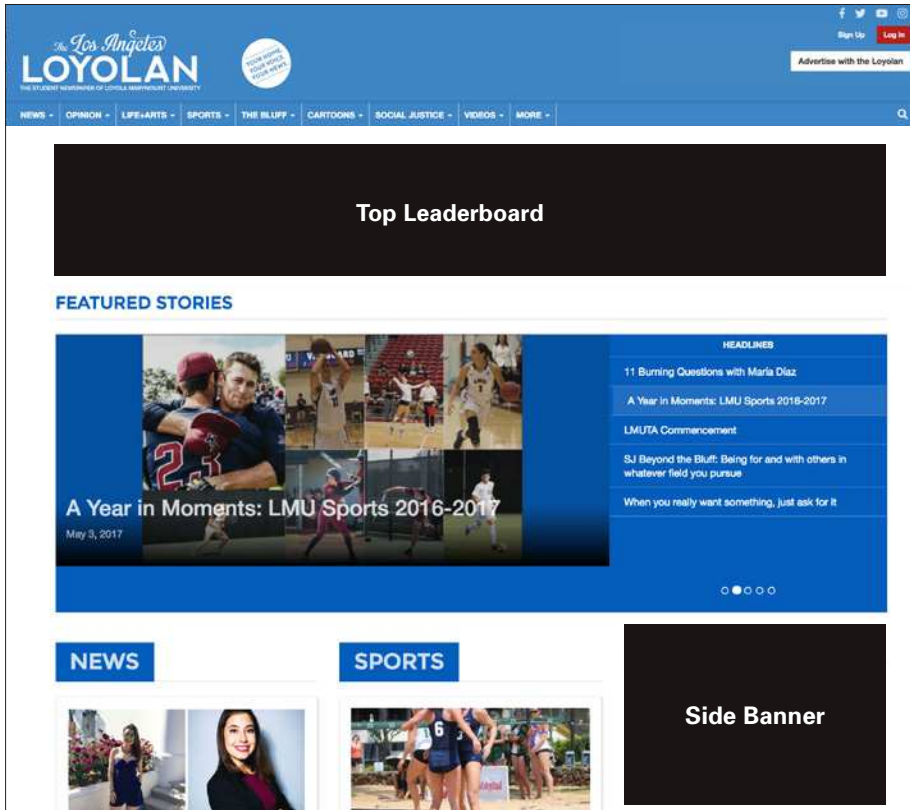 Sign Up Log In
The Los Angeles
LOYOLAN
THE STUDENT NEWSPAPER OF LOYOLA MARYMOUNT UNIVERSITY
YOUR HOME.
YOUR VOICE.
YOUR NEWS.
Advertise with the Loyolan
NEWS OPINION LIFE+ARTS SPORTS THE BLUFF CARTOONS SOCIAL JUSTICE VIDEOS MORE
Top Leaderboard
FEATURED STORIES
VANGUARD
23
A Year in Moments: LMU Sports 2016-2017
May 3, 2017
HEADLINES
11 Burning Questions with Maria Díaz
A Year in Moments: LMU Sports 2016-2017
LMUTA Commencement
SJ Beyond the Bluff: Being for and with others in
whatever field you pursue
When you really want something, just ask for it
NEWS
SPORTS
6
Side Banner